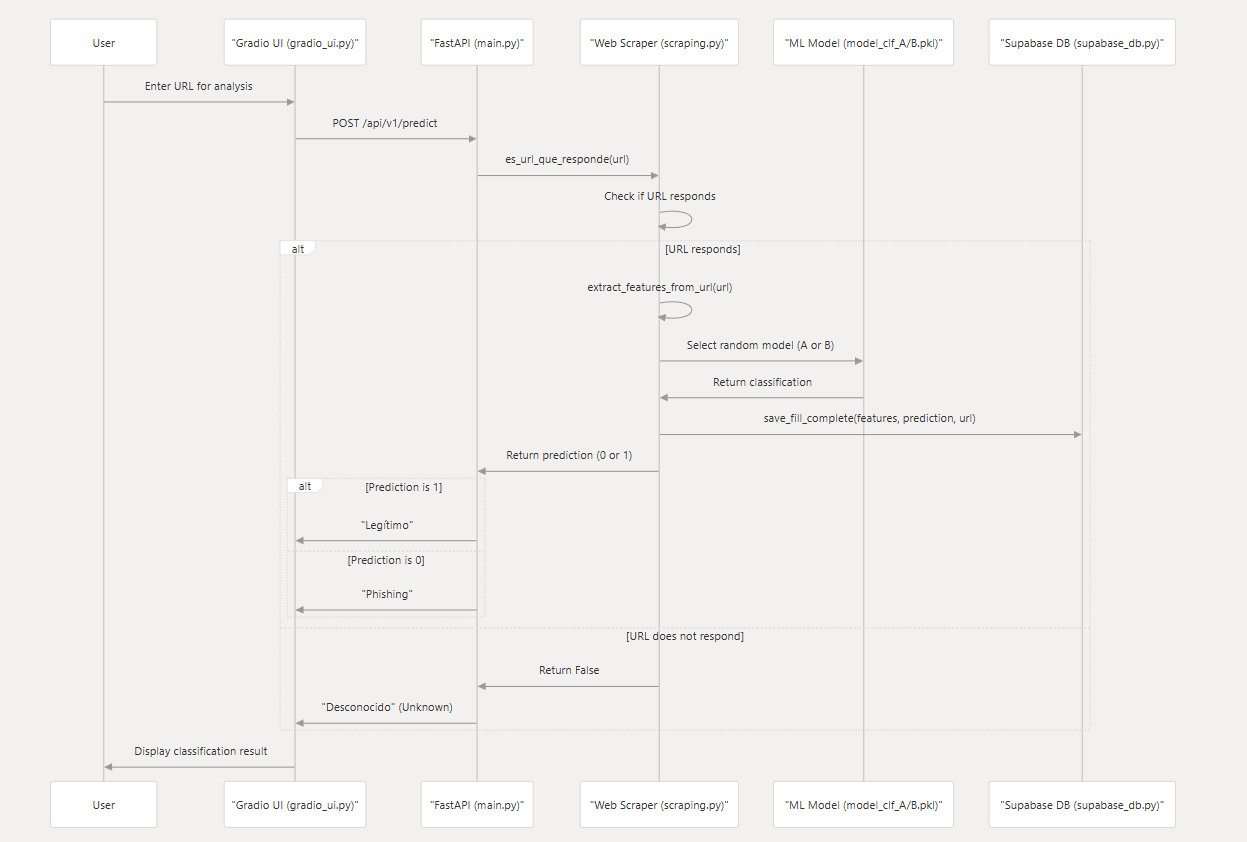 User
"Gradio UI (gradio_ui.py)"
"FastAPI (main.py)"
"Web Scraper (scraping.py)"
"ML Model (model_clf_A/B.pkl)"
"Supabase DB (supabase_db.py)"
Enter URL for analysis
POST /api/v1/predict
es_url_que_responde(url)
Check if URL responds
alt
[URL responds]
extract_features_from_url(url)
Select random model (A or B)
Return classification
save_fill_complete(features, prediction, url)
Return prediction (0 or 1)
alt
[Prediction is 1]
"Legítimo"
[Prediction is 0]
"Phishing"
[URL does not respond]
Return False
"Desconocido" (Unknown)
Display classification result
User
"Gradio UI (gradio_ui.py)"
"FastAPI (main.py)"
"Web Scraper (scraping.py)"
"ML Model (model_clf_A/B.pkl)"
"Supabase DB (supabase_db.py)"